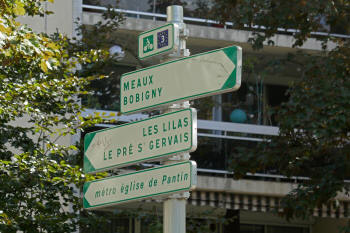 3
MEAUX
BOBIGNY
LES LILAS
LE PRÉ St GERVAIS
métro église de Pantin